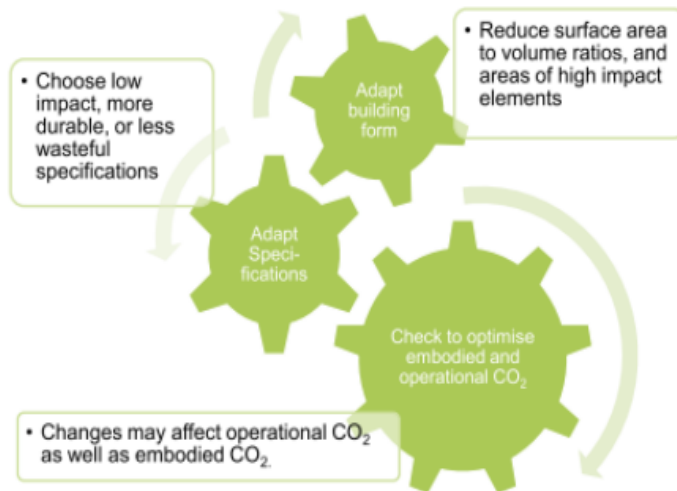 • Reduce surface area
to volume ratios, and
areas of high impact
elements
Adapt
building
form
• Choose low
impact, more
durable, or less
wasteful
specifications
Adapt
Speci-
fications
Check to optimise
embodied and
operational CO₂
• Changes may affect operational CO₂
as well as embodied CO₂.